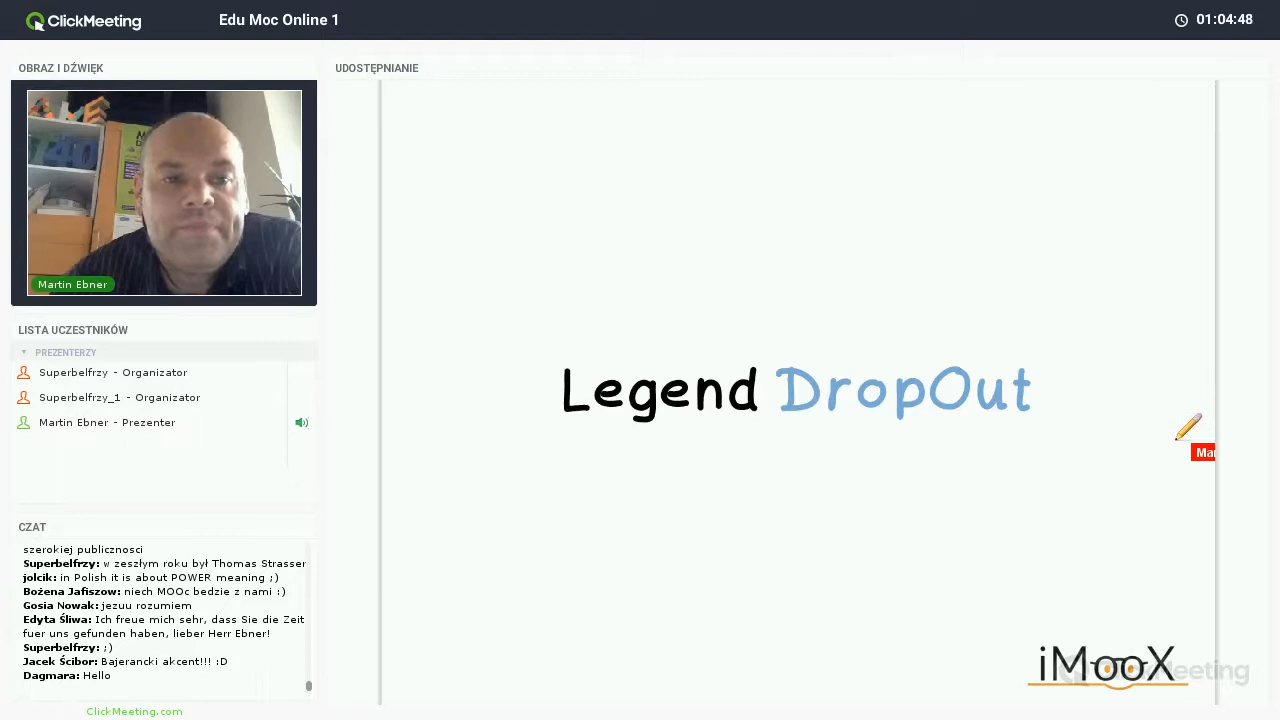 ClickMeeting
Edu Moc Online 1
01:04:48
OBRAZ I DŹWIĘK
Martin Ebner
LISTA UCZESTNIKÓW
PREZENTERZY
Superbelfrzy - Organizator
Superbelfrzy_1 - Organizator
Martin Ebner - Prezenter
CZAT
szerokiej publicznosci
Superbelfrzy: w zeszłym roku był Thomas Strasser
jolcik: in Polish it is about POWER meaning ;)
Bożena Jafiszow: niech MOOc bedzie z nami :)
Gosia Nowak: jezuu rozumiem
Edyta Śliwa: Ich freue mich sehr, dass Sie die Zeit
fuer uns gefunden haben, lieber Herr Ebner!
Superbelfrzy: ;)
Jacek Ścibor: Bajerancki akcent!!! :D
Dagmara: Hello
ClickMeeting.com
UDOSTĘPNIANIE
Legend DropOut
Mar
iMooX
ClickMeeting